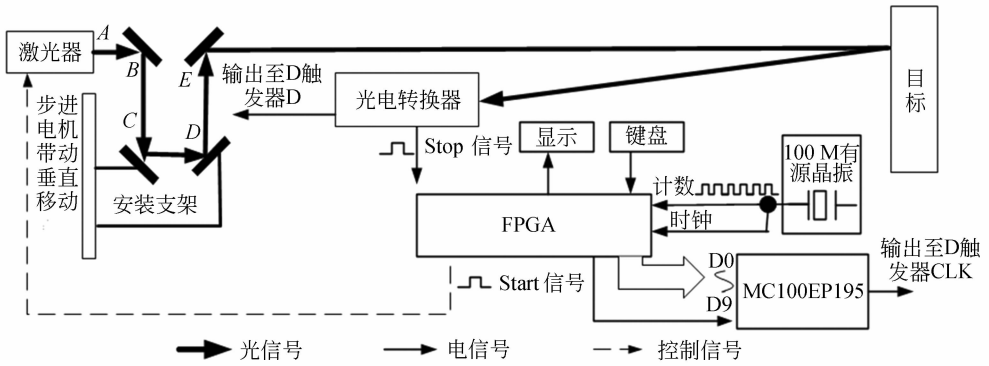 激光器
A
B
C
D
E
步进
电机
带动
垂直
移动
安装支架
输出至D触
发器D
光电转换器
Stop 信号
显示
键盘
100 M有
源晶振
目
标
计数
时钟
FPGA
Start 信号
D0
D9
MC100EP195
输出至D触
发器CLK
光信号
电信号
控制信号